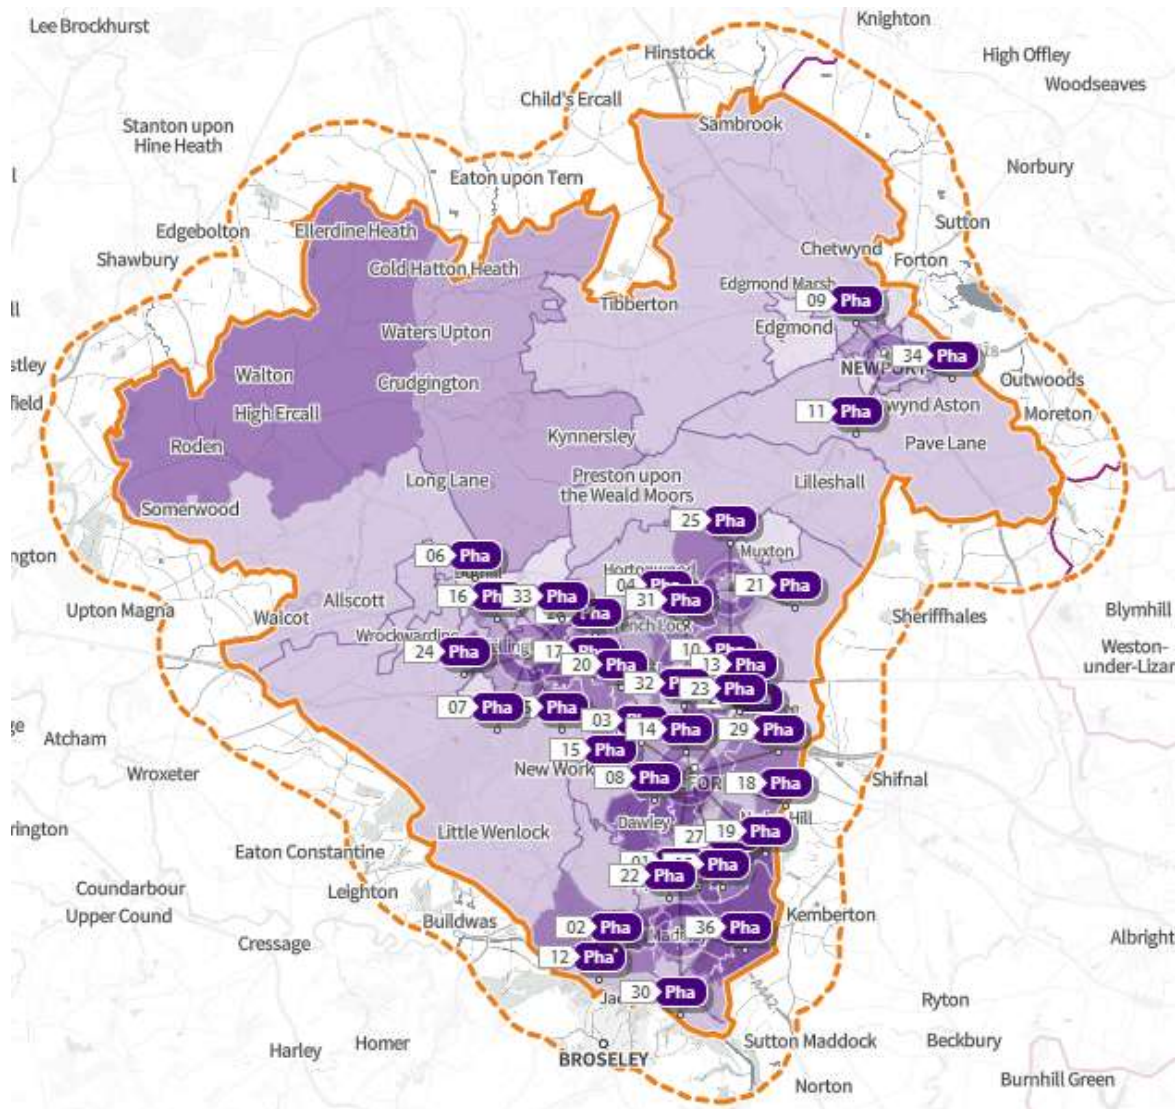 Knighton
Lee Brockhurst
Hinstock
High Offley
Woodseaves
Child's Ercall
Stanton upon
Hine Heath
Sambrook
Norbury
Eaton upon Tern
Edgebolton
Ellerdine Heath
Sutton
Chetwynd
Shawbury
Cold Hatton Heath
Forton
Edgmond Marsh
09 Pha
Tibberton
Waters Upton
Edgmond
34 Pha
Walton
Crudgington
Outwoods
High Ercall
11 Pha
Moreton
Roden
Kynnersley
Pave Lane
Long Lane
Preston upon
the Weald Moors
Lilleshall
Somerwood
25 Pha
06 Pha
Muxton
04 Pha
21 Pha
16
33 Pha
31 Pha
Allscott
Upton Magna
Walcot
Sheriffhales
Blymhill
24 Pha
17
10
Weston-
20 Pha
13 Pha
32
23 Pha
07 Pha
Pha
03
14 Pha
29 Pha
Atcham
15 Pha
New Work
Wroxeter
08 Pha
18 Pha
Shifnal
Dawley
27
19 Pha
Little Wenlock
Eaton Constantine
Pha
22 Pha
Coundarbour
Leighton
Upper Cound
Buildwas
02 Pha
36 Pha
Kemberton
Cressage
12 Pha
30 Pha
A442
Ryton
Homer
Harley
BROSELEY
Sutton Maddock
Beckbury
Norton
Burnhill Green